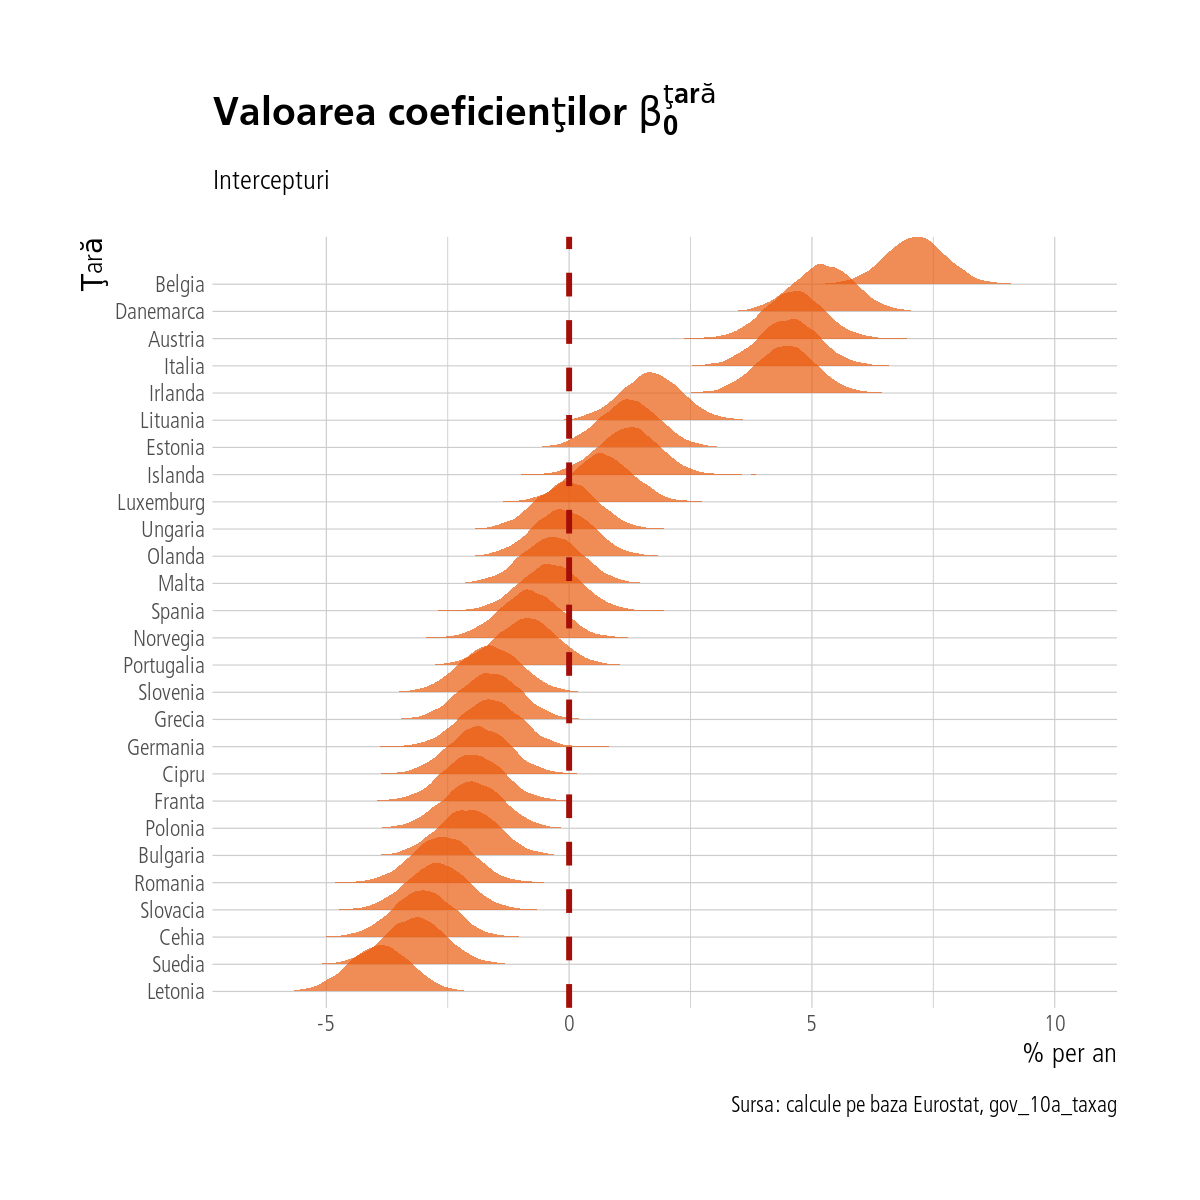 Valoarea coeficienţilor β₀ţară
Intercepturi
Ţară
Belgia
Danemarca
Austria
Italia
Irlanda
Lituania
Estonia
Islanda
Luxemburg
Ungaria
Olanda
Malta
Spania
Norvegia
Portugalia
Slovenia
Grecia
Germania
Cipru
Franta
Polonia
Bulgaria
Romania
Slovacia
Cehia
Suedia
Letonia
-5 0 5 10
% per an
Sursa: calcule pe baza Eurostat, gov_10a_taxag